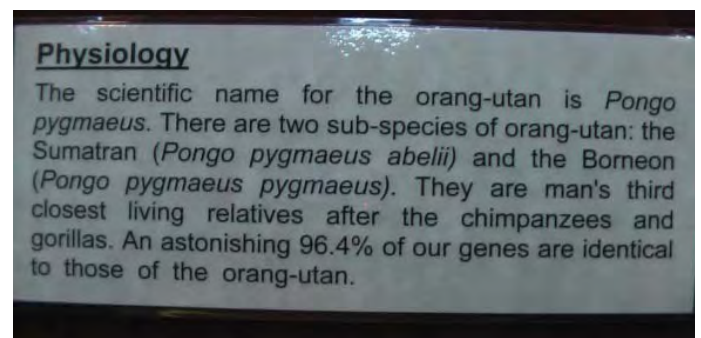 Physiology
The scientific name for the orang-utan is Pongo
pygmaeus. There are two sub-species of orang-utan: the
Sumatran (Pongo pygmaeus abelii) and the Borneon
(Pongo pygmaeus pygmaeus). They are man's third
closest living relatives after the chimpanzees and
gorillas. An astonishing 96.4% of our genes are identical
to those of the orang-utan.